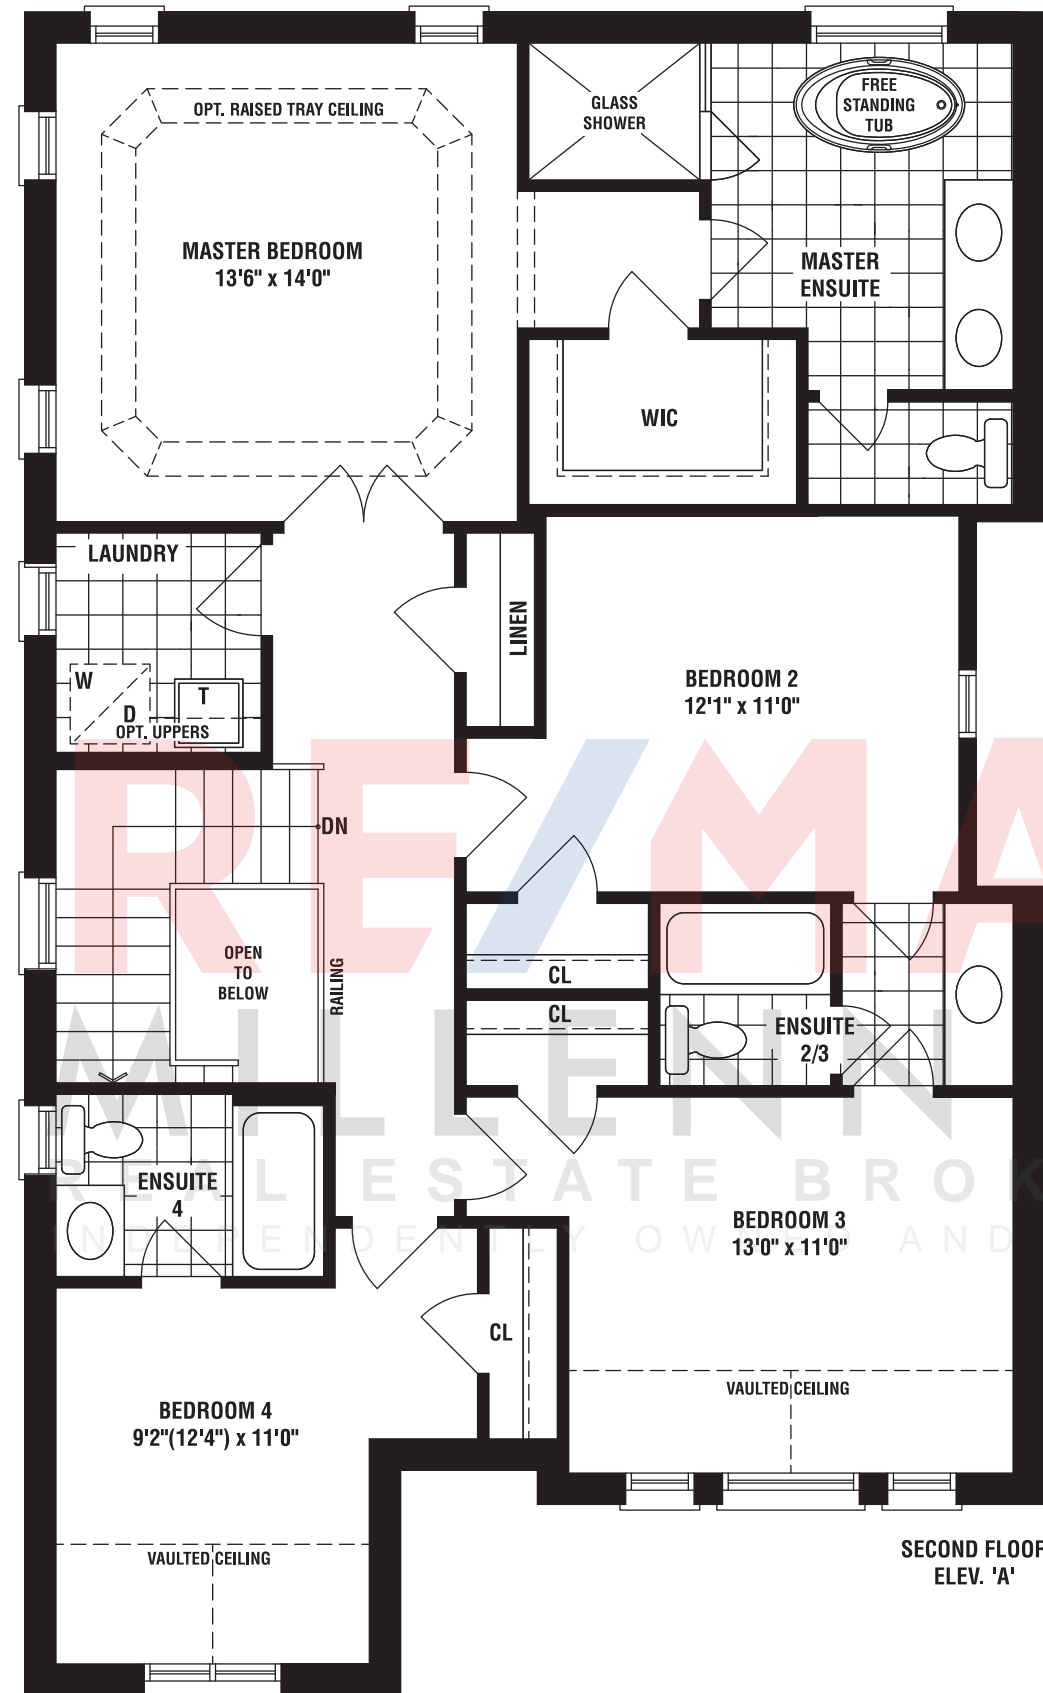 OPT. RAISED TRAY CEILING
GLASS
SHOWER
FREE
STANDING
TUB
MASTER BEDROOM
13'6" x 14'0"
MASTER
ENSUITE
WIC
LAUNDRY
LINEN
W
D
T
OPT. UPPERS
BEDROOM 2
12'1" x 11'0"
RE/MA
DN
OPEN
TO
BELOW
RAILING
CL
CL
ENSUITE
2/3
MILLENN
ENSUITE
4
REAL ESTATE BROK
INDEPENDENTLY OWNED AND
BEDROOM 3
13'0" x 11'0"
CL
VAULTED CEILING
BEDROOM 4
9'2"(12'4") x 11'0"
VAULTED CEILING
SECOND FLOOR
ELEV. 'A'